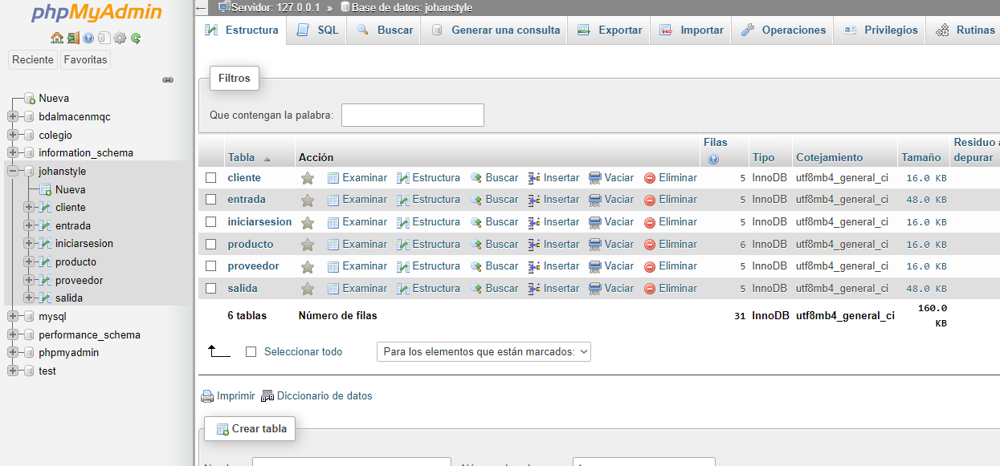 phpMyAdmin
Reciente Favoritas
Nueva
bdalmacenmqc
colegio
information_schema
johanstyle
Nueva
cliente
entrada
iniciarsesion
producto
proveedor
salida
mysql
performance_schema
phpmyadmin
test
Servidor: 127.0.0.1 » Base de datos: johanstyle
Estructura SQL Buscar Generar una consulta Exportar Importar Operaciones Privilegios Rutinas
Filtros
Que contengan la palabra:
Tabla Acción Filas Tipo Cotejamiento Tamaño Residuo a depurar
cliente Examinar Estructura Buscar Insertar Vaciar Eliminar 5 InnoDB utf8mb4_general_ci 16.0 KB
entrada Examinar Estructura Buscar Insertar Vaciar Eliminar 5 InnoDB utf8mb4_general_ci 48.0 KB
iniciarsesion Examinar Estructura Buscar Insertar Vaciar Eliminar 5 InnoDB utf8mb4_general_ci 16.0 KB
producto Examinar Estructura Buscar Insertar Vaciar Eliminar 6 InnoDB utf8mb4_general_ci 16.0 KB
proveedor Examinar Estructura Buscar Insertar Vaciar Eliminar 5 InnoDB utf8mb4_general_ci 16.0 KB
salida Examinar Estructura Buscar Insertar Vaciar Eliminar 5 InnoDB utf8mb4_general_ci 48.0 KB
6 tablas Número de filas 31 InnoDB utf8mb4_general_ci 160.0 KB
Seleccionar todo Para los elementos que están marcados:
Imprimir Diccionario de datos
Crear tabla